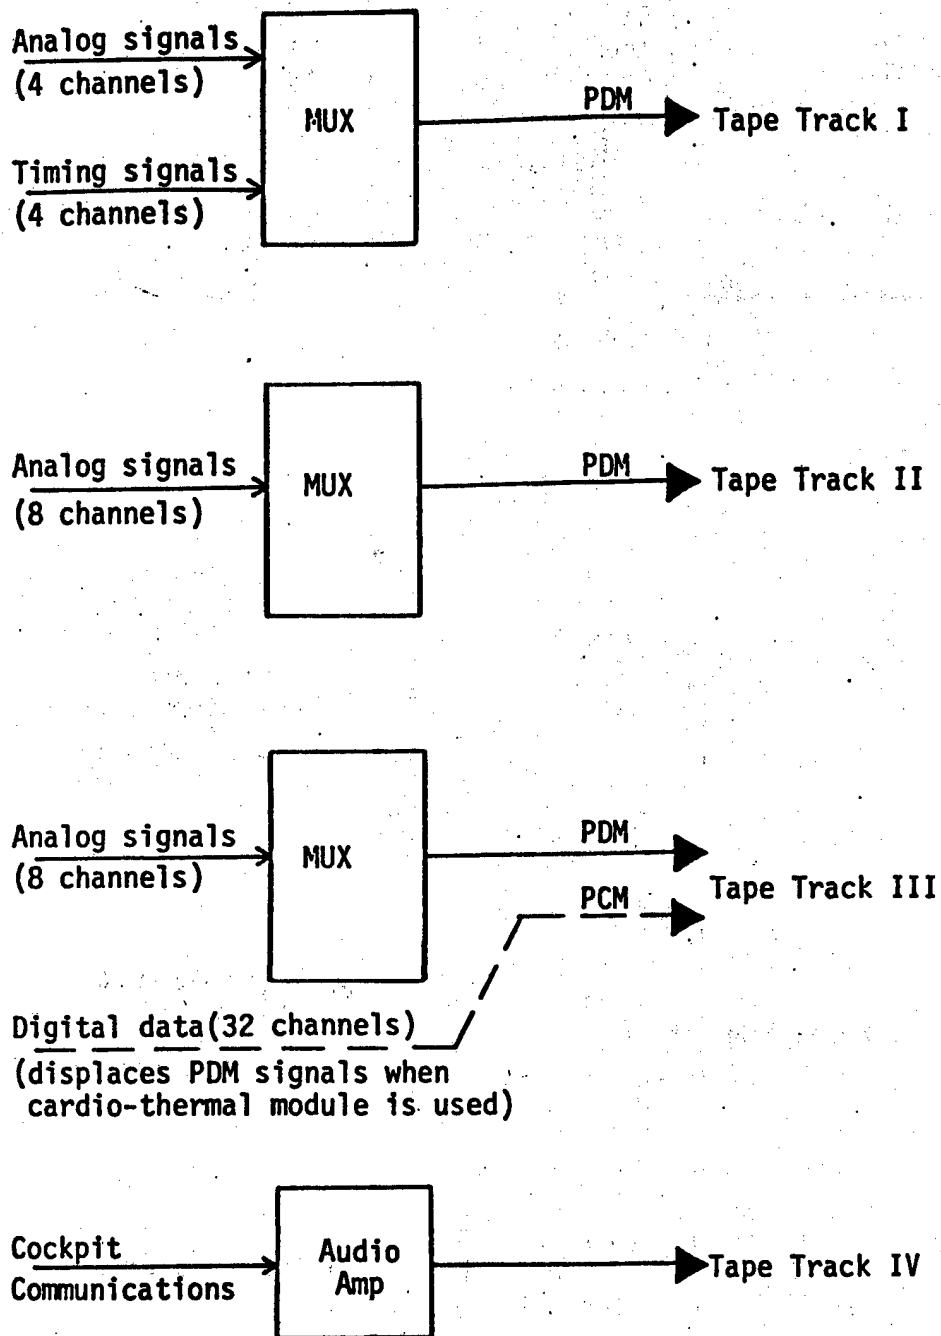 Analog signals
(4 channels)
MUX
PDM
Tape Track I
Timing signals
(4 channels)
Analog signals
(8 channels)
MUX
PDM
Tape Track II
Analog signals
(8 channels)
MUX
PDM
PCM
Tape Track III
Digital data(32 channels)
(displaces PDM signals when
cardio-thermal module is used)
Cockpit
Communications
Audio
Amp
Tape Track IV